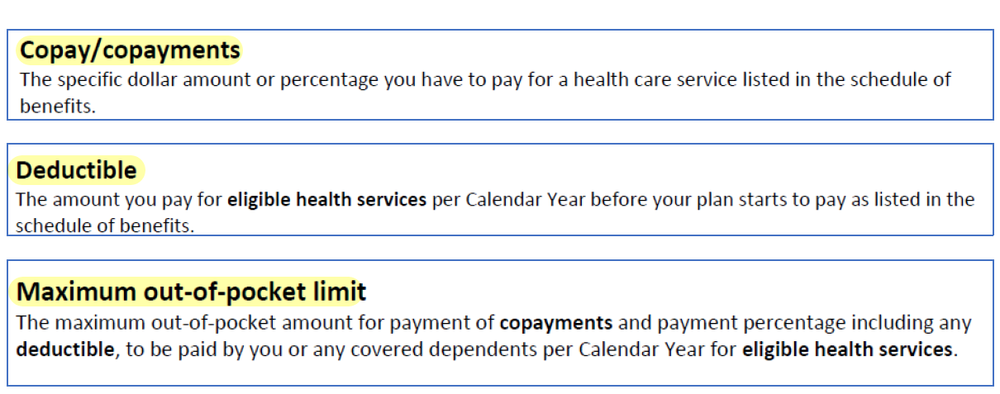 Copay/copayments
The specific dollar amount or percentage you have to pay for a health care service listed in the schedule of
benefits.
Deductible
The amount you pay for eligible health services per Calendar Year before your plan starts to pay as listed in the
schedule of benefits.
Maximum out-of-pocket limit
The maximum out-of-pocket amount for payment of copayments and payment percentage including any
deductible, to be paid by you or any covered dependents per Calendar Year for eligible health services.